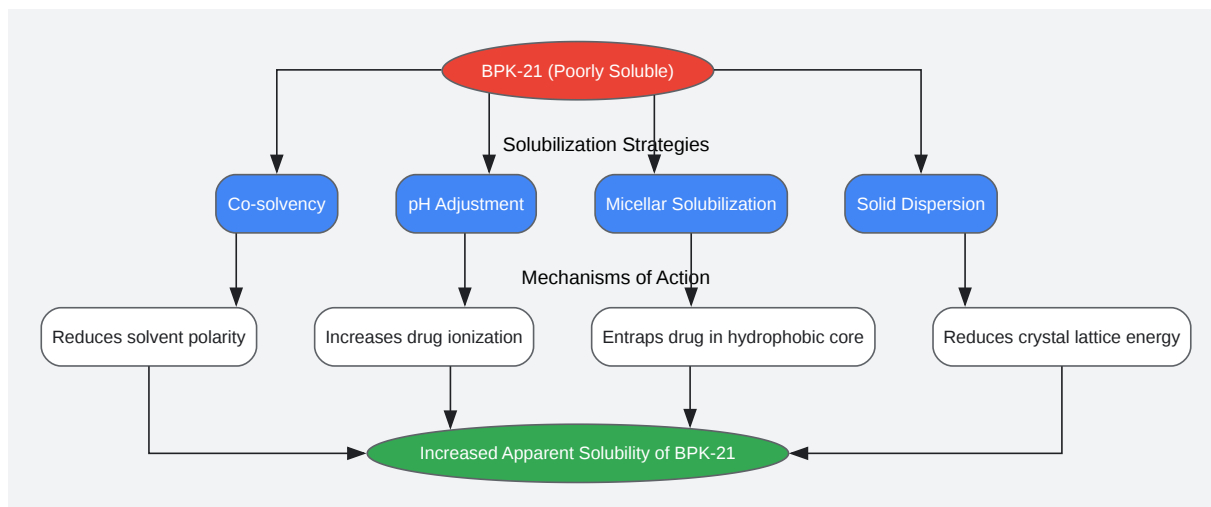 BPK-21 (Poorly Soluble)
Solubilization Strategies
Co-solvency
pH Adjustment
Micellar Solubilization
Solid Dispersion
Mechanisms of Action
Reduces solvent polarity
Increases drug ionization
Entraps drug in hydrophobic core
Reduces crystal lattice energy
Increased Apparent Solubility of BPK-21